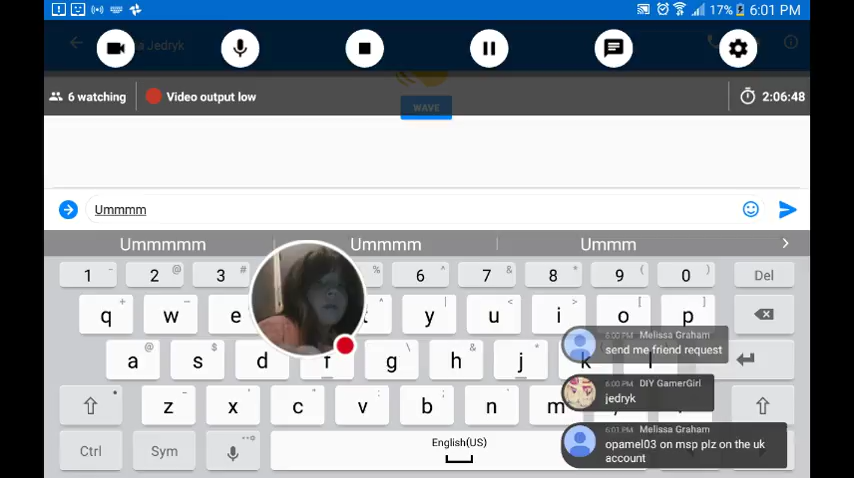 17% 6:01 PM
Jedryk
6 watching
Video output low
2:06:48
WAVE
Ummmm
Ummmmm Ummmm Ummm
1 2 @ 3 # % 6 ^ 7 & 8 * 9 ( 0 ) Del
q + w × e t y u < i > o [ p ]
a @ s $ d f g h & j * k l
z - x ' c " v : b ; n , m
Ctrl Sym English(US)
6:00 PM Melissa Graham
send me friend request
6:00 PM DIY GamerGirl
jedryk
6:01 PM Melissa Graham
opamel03 on msp plz on the uk
account